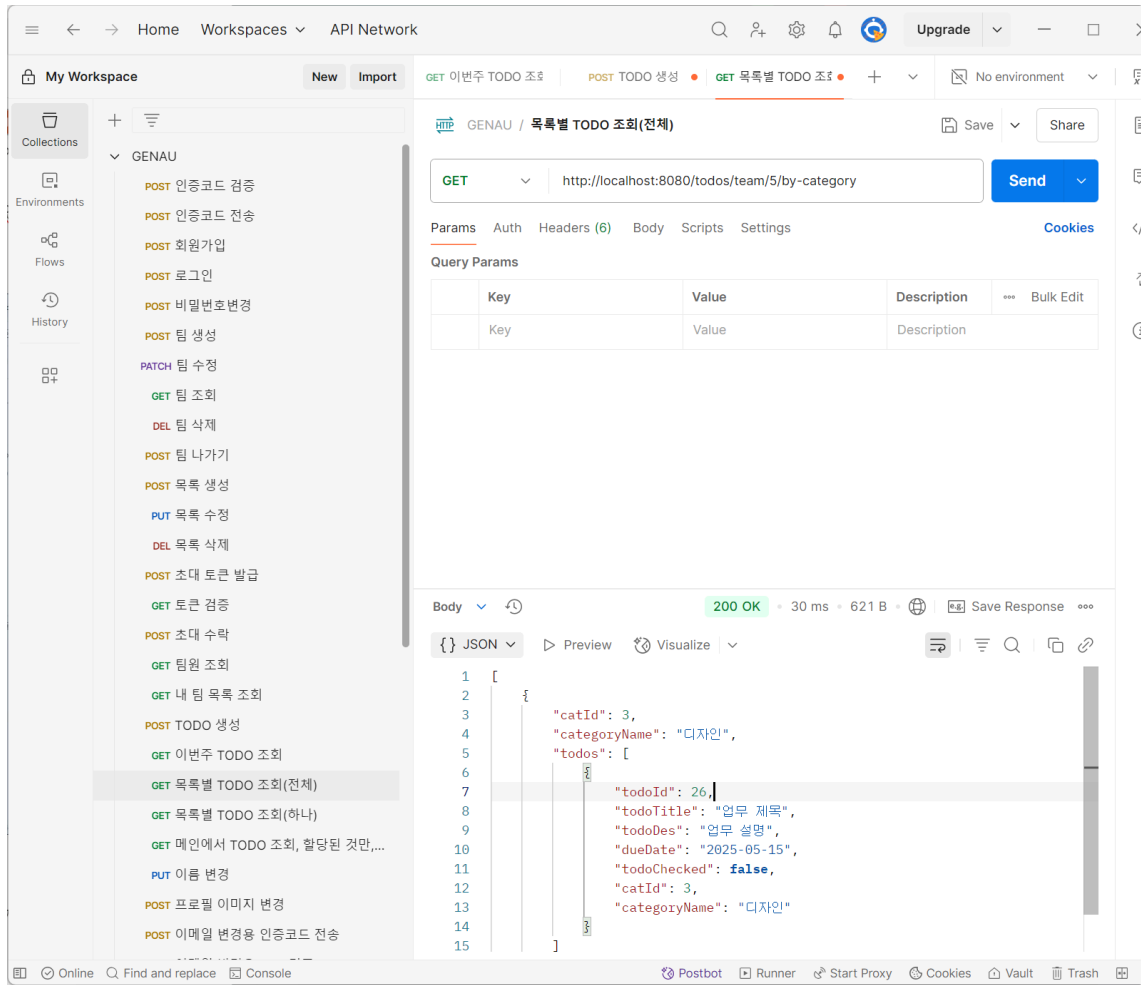 Home Workspaces API Network Upgrade
My Workspace New Import
GET 이번주 TODO 조회 POST TODO 생성 GET 목록별 TODO 조회 No environment
Collections
Environments
Flows
History
GENAU
POST 인증코드 검증
POST 인증코드 전송
POST 회원가입
POST 로그인
POST 비밀번호변경
POST 팀 생성
PATCH 팀 수정
GET 팀 조회
DEL 팀 삭제
POST 팀 나가기
POST 목록 생성
PUT 목록 수정
DEL 목록 삭제
POST 초대 토큰 발급
GET 토큰 검증
POST 초대 수락
GET 팀원 조회
GET 내 팀 목록 조회
POST TODO 생성
GET 이번주 TODO 조회
GET 목록별 TODO 조회(전체)
GET 목록별 TODO 조회(하나)
GET 메인에서 TODO 조회, 할당된 것만,...
PUT 이름 변경
POST 프로필 이미지 변경
POST 이메일 변경용 인증코드 전송
HTTP GENAU / 목록별 TODO 조회(전체) Save Share
GET http://localhost:8080/todos/team/5/by-category Send
Params Auth Headers (6) Body Scripts Settings Cookies
Query Params
Key Value Description Bulk Edit
Key Value Description
Body 200 OK 30 ms 621 B e.g. Save Response
{} JSON Preview Visualize
1 [
2 {
3 "catId": 3,
4 "categoryName": "디자인",
5 "todos": [
6 {
7 "todoId": 26,
8 "todoTitle": "업무 제목",
9 "todoDes": "업무 설명",
10 "dueDate": "2025-05-15",
11 "todoChecked": false,
12 "catId": 3,
13 "categoryName": "디자인"
14 }
15 ]
Online Find and replace Console Postbot Runner Start Proxy Cookies Vault Trash